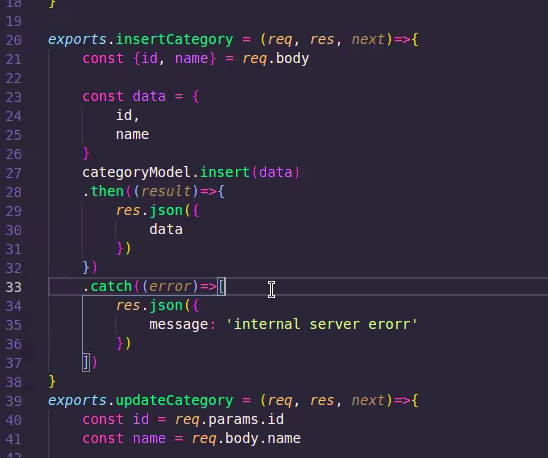 18 }
19
20 exports.insertCategory = (req, res, next)=>{
21 const {id, name} = req.body
22
23 const data = {
24 id,
25 name
26 }
27 categoryModel.insert(data)
28 .then((result)=>{
29 res.json({
30 data
31 })
32 })
33 .catch((error)=>[
34 res.json({
35 message: 'internal server erorr'
36 })
37 ])
38 }
39 exports.updateCategory = (req, res, next)=>{
40 const id = req.params.id
41 const name = req.body.name
42